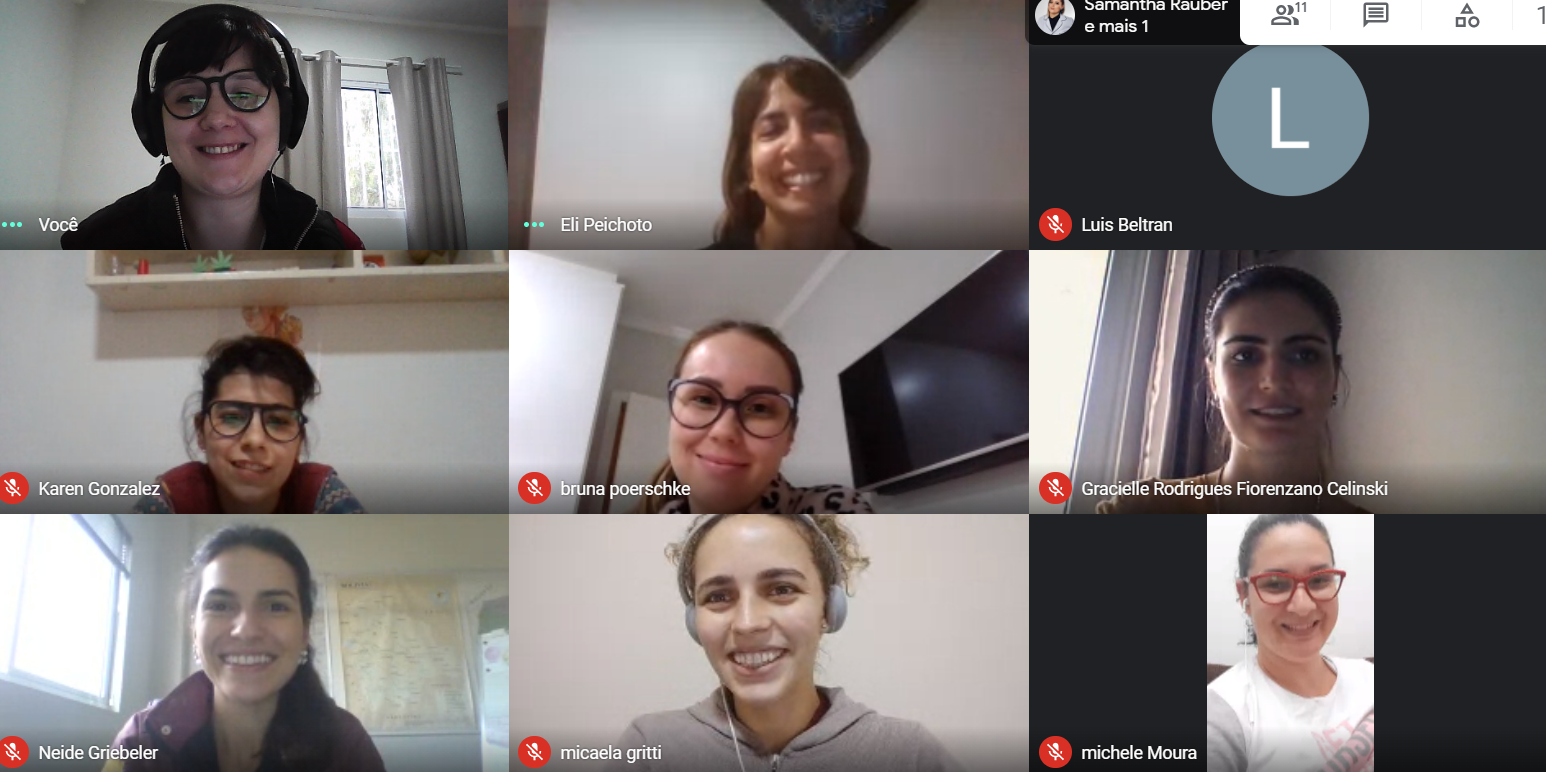 Samantha Rauber
e mais 1
11
1
L
Você
Eli Peichoto
Luis Beltran
Karen Gonzalez
bruna poerschke
Gracielle Rodrigues Fiorenzano Celinski
Neide Griebeler
micaela gritti
michele Moura